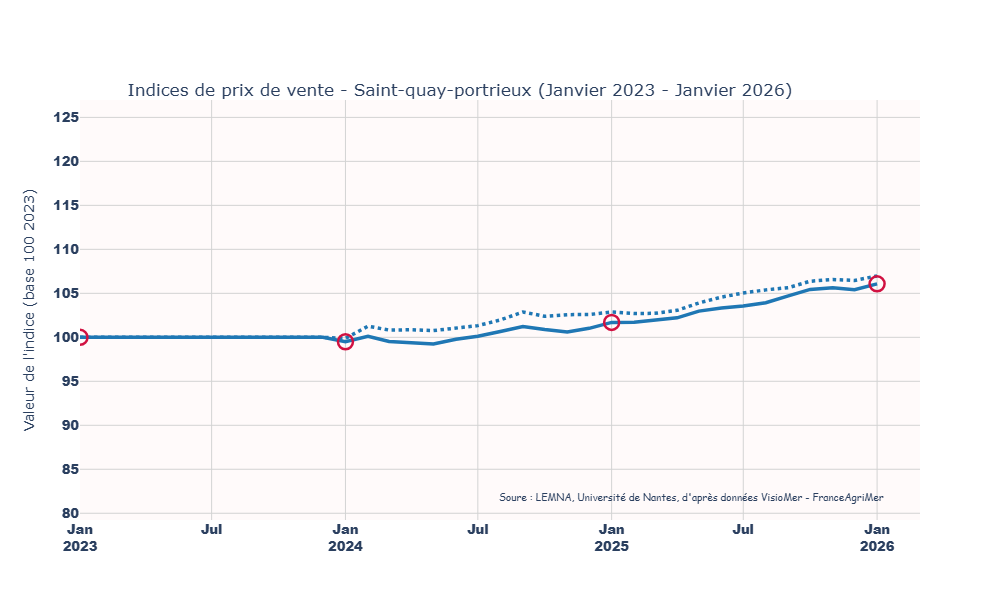 Indices de prix de vente - Saint-quay-portrieux (Janvier 2023 - Janvier 2026)
Valeur de l'indice (base 100 2023)
125
120
115
110
105
100
95
90
85
80
Soure : LEMNA, Université de Nantes, d'après données VisioMer - FranceAgriMer
Jan Jul Jan Jul Jan Jul Jan
2023 2024 2025 2026